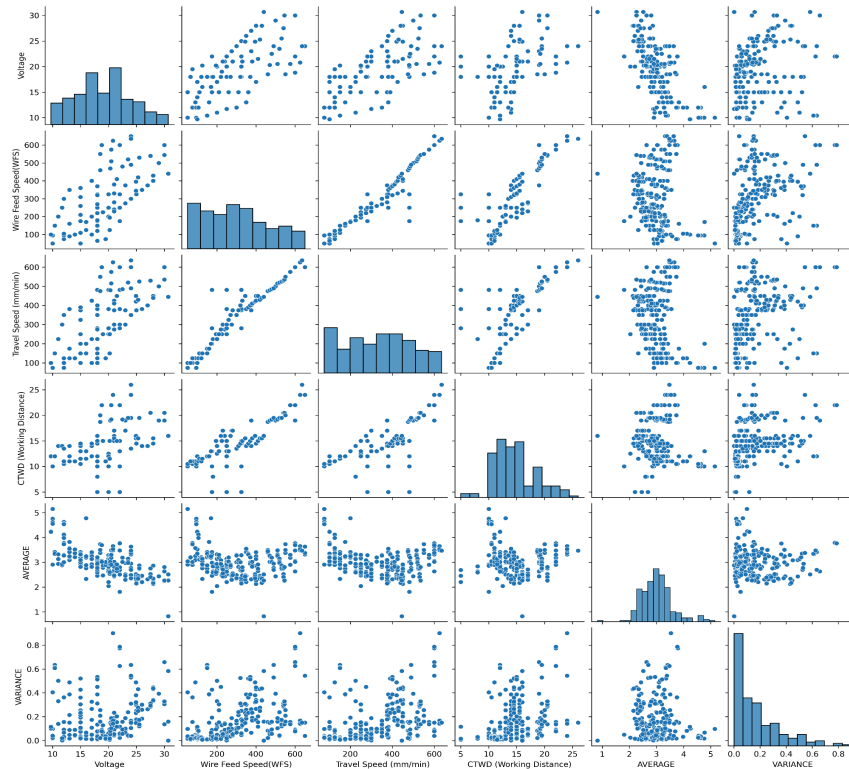 30
25
20
15
10
Voltage
600
500
400
300
200
100
Wire Feed Speed(WFS)
600
500
400
300
200
100
Travel Speed (mm/min)
25
20
15
10
5
CTWD (Working Distance)
5
4
3
2
1
AVERAGE
0.8
0.6
0.4
0.2
0.0
VARIANCE
10 15 20 25 30
Voltage
200 400 600
Wire Feed Speed(WFS)
200 400 600
Travel Speed (mm/min)
5 10 15 20 25
CTWD (Working Distance)
1 2 3 4 5
AVERAGE
0.0 0.2 0.4 0.6 0.8
VARIANCE